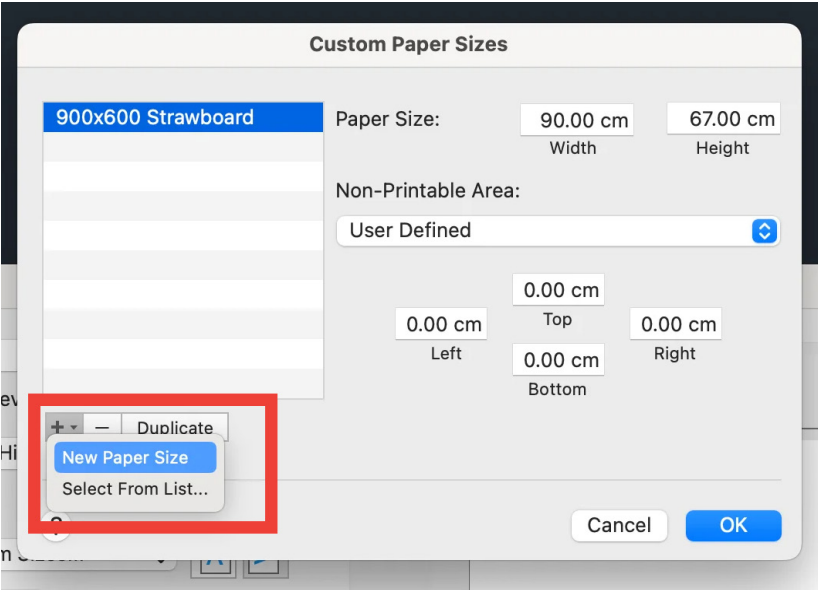 Custom Paper Sizes
900x600 Strawboard
Paper Size:
90.00 cm
67.00 cm
Width
Height
Non-Printable Area:
User Defined
0.00 cm
Top
0.00 cm
0.00 cm
Left
Right
0.00 cm
Bottom
+
–
Duplicate
New Paper Size
Select From List...
?
Cancel
OK